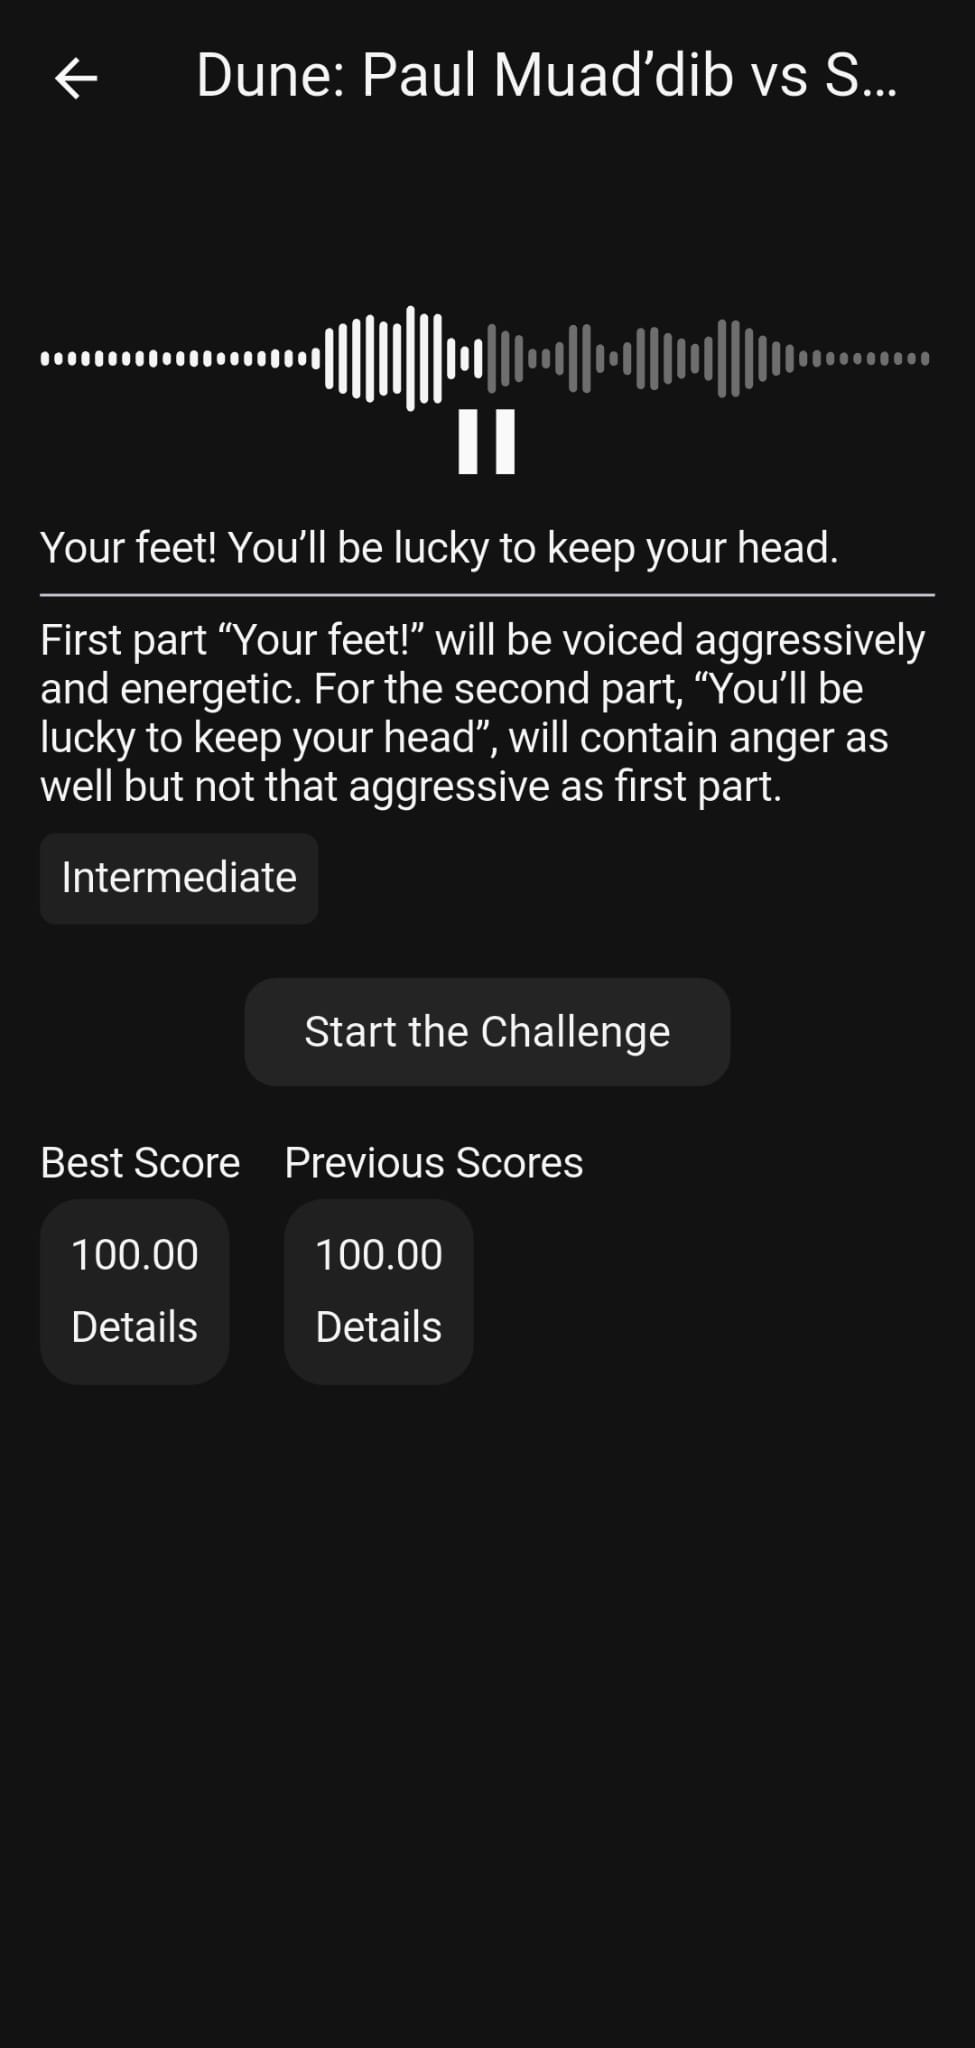 Dune: Paul Muad’dib vs S...
Your feet! You’ll be lucky to keep your head.
First part “Your feet!” will be voiced aggressively
and energetic. For the second part, “You’ll be
lucky to keep your head”, will contain anger as
well but not that aggressive as first part.
Intermediate
Start the Challenge
Best Score Previous Scores
100.00 100.00
Details Details